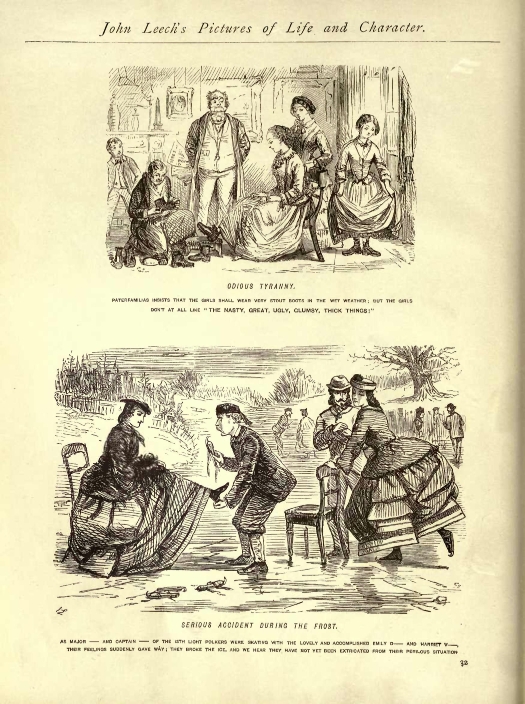 John Leech's Pictures of Life and Character.
ODIOUS TYRANNY.
PATERFAMILIAS INSISTS THAT THE GIRLS SHALL WEAR VERY STOUT BOOTS IN THE WET WEATHER; BUT THE GIRLS
DON'T AT ALL LIKE "THE NASTY, GREAT, UGLY, CLUMSY, THICK THINGS!"
SERIOUS ACCIDENT DURING THE FROST.
AS MAJOR —— AND CAPTAIN —— OF THE 15TH LIGHT POLKERS WERE SKATING WITH THE LOVELY AND ACCOMPLISHED EMILY D—— AND HARRIET V——,
THEIR FEELINGS SUDDENLY GAVE WAY; THEY BROKE THE ICE, AND WE HEAR THEY HAVE NOT YET BEEN EXTRICATED FROM THEIR PERILOUS SITUATION
32